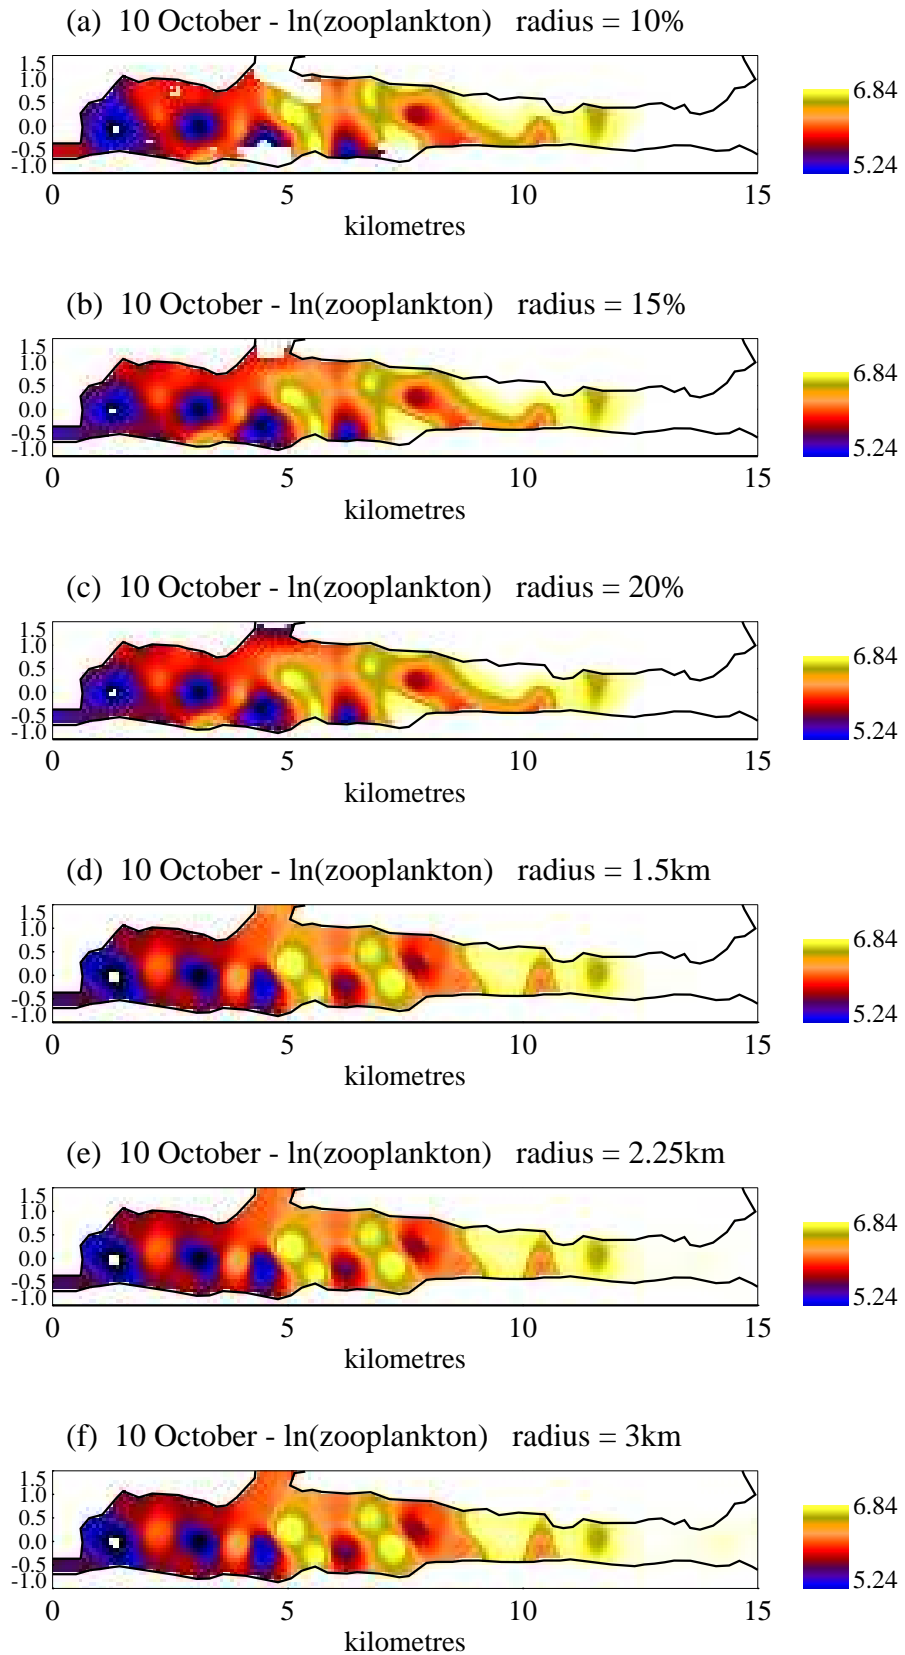 (a) 10 October - ln(zooplankton) radius = 10%
1.5
1.0
0.5
0.0
-0.5
-1.0
6.84
5.24
0 5 10 15
kilometres
(b) 10 October - ln(zooplankton) radius = 15%
1.5
1.0
0.5
0.0
-0.5
-1.0
6.84
5.24
0 5 10 15
kilometres
(c) 10 October - ln(zooplankton) radius = 20%
1.5
1.0
0.5
0.0
-0.5
-1.0
6.84
5.24
0 5 10 15
kilometres
(d) 10 October - ln(zooplankton) radius = 1.5km
1.5
1.0
0.5
0.0
-0.5
-1.0
6.84
5.24
0 5 10 15
kilometres
(e) 10 October - ln(zooplankton) radius = 2.25km
1.5
1.0
0.5
0.0
-0.5
-1.0
6.84
5.24
0 5 10 15
kilometres
(f) 10 October - ln(zooplankton) radius = 3km
1.5
1.0
0.5
0.0
-0.5
-1.0
6.84
5.24
0 5 10 15
kilometres